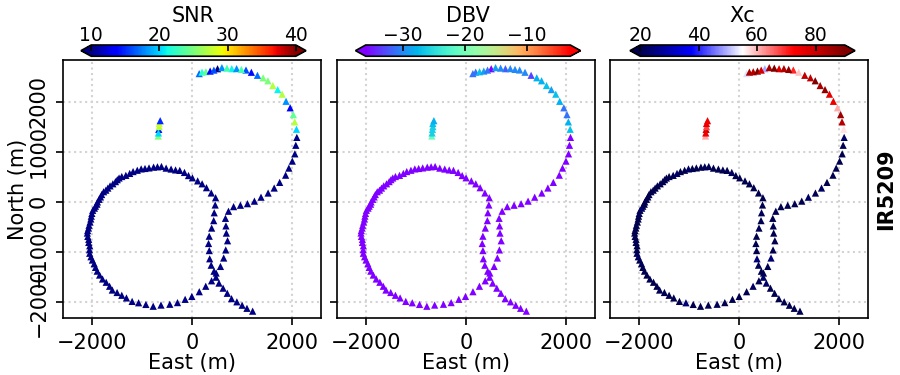 SNR
10 20 30 40
DBV
−30 −20 −10
Xc
20 40 60 80
North (m)
2000
1000
0
−1000
−2000
−2000 0 2000
East (m)
−2000 0 2000
East (m)
−2000 0 2000
East (m)
IR5209